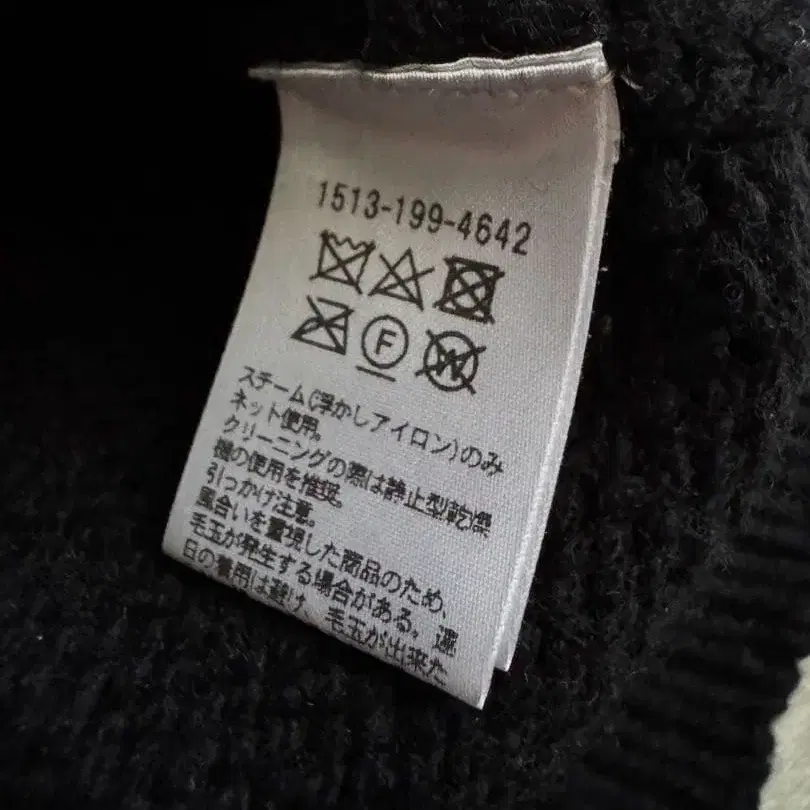 1513-199-4642
F
W
スチーム(浮かしアイロン)のみ
ネット使用。
クリーニングの際は静止型乾燥
機の使用を推奨。
引っかけ注意。
風合いを重視した商品のため、
毛玉が発生する場合がある。連
日の着用は避け、毛玉が出来た